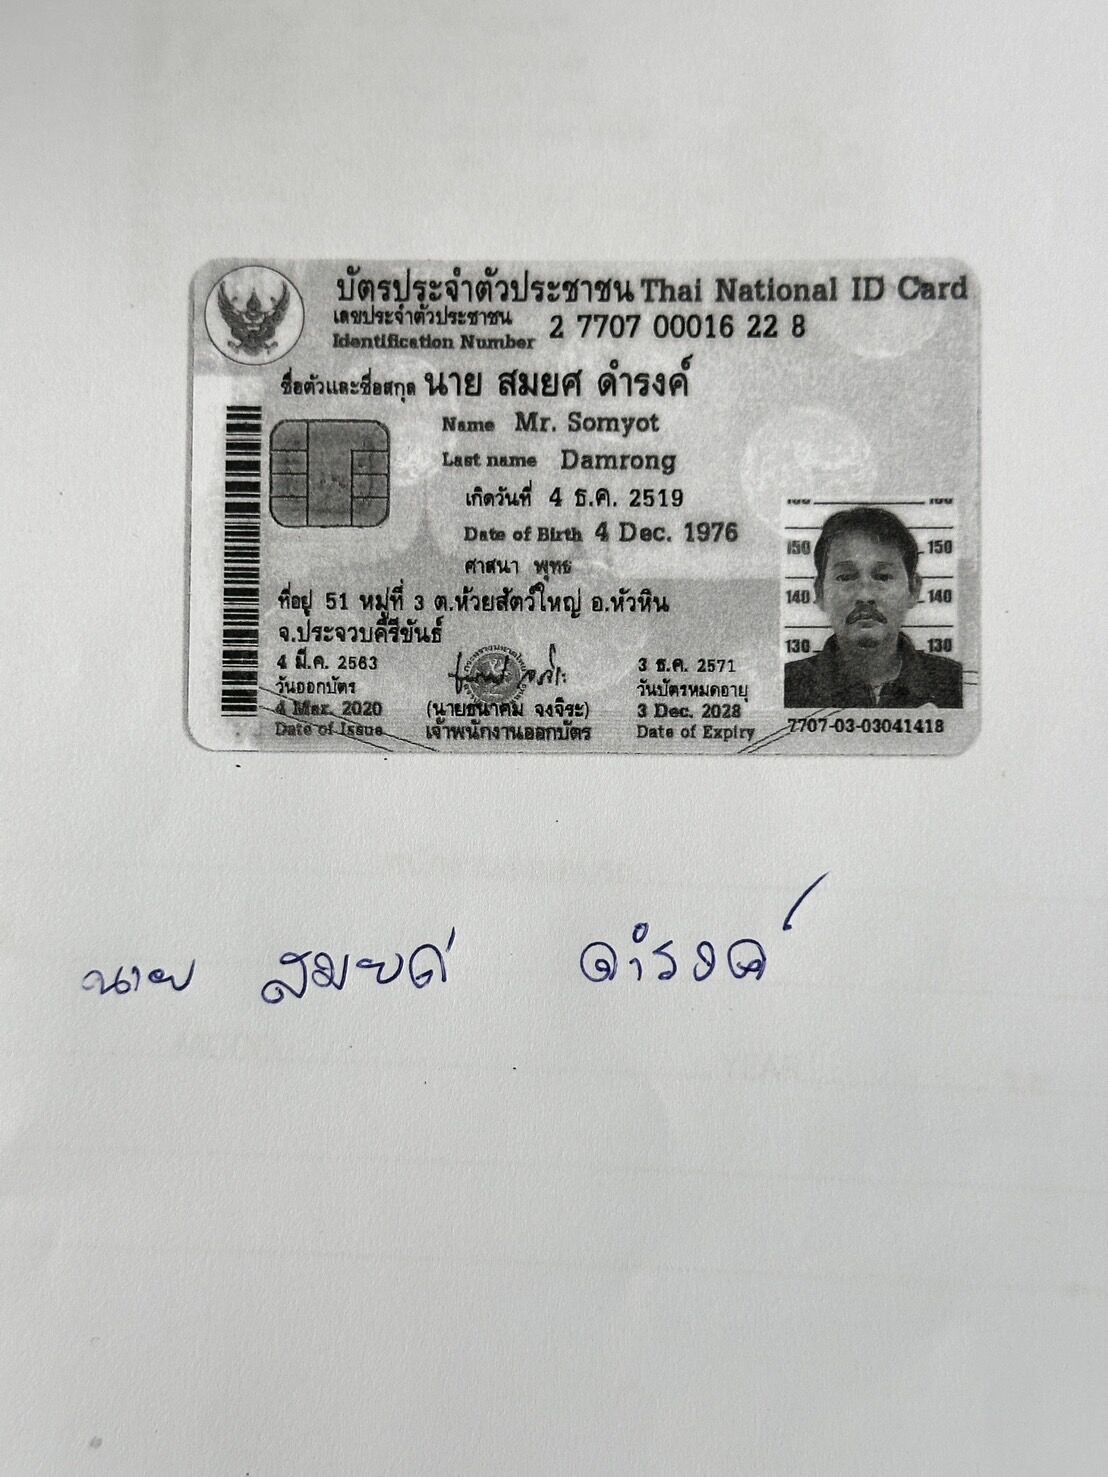 บัตรประจำตัวประชาชน Thai National ID Card
เลขประจำตัวประชาชน
Identification Number 2 7707 00016 22 8
ชื่อตัวและชื่อสกุล นาย สมยศ ดำรงค์
Name Mr. Somyot
Last name Damrong
เกิดวันที่ 4 ธ.ค. 2519
Date of Birth 4 Dec. 1976
ศาสนา พุทธ
ที่อยู่ 51 หมู่ที่ 3 ต.ห้วยสัตว์ใหญ่ อ.หัวหิน
จ.ประจวบคีรีขันธ์
4 มี.ค. 2563
วันออกบัตร
4 Mar. 2020
Date of Issue
(นายธนาคม จงจิระ)
เจ้าพนักงานออกบัตร
3 ธ.ค. 2571
วันบัตรหมดอายุ
3 Dec. 2028
Date of Expiry
150 150
140 140
130 130
7707-03-03041418
นาย สมยศ ดำรงค์